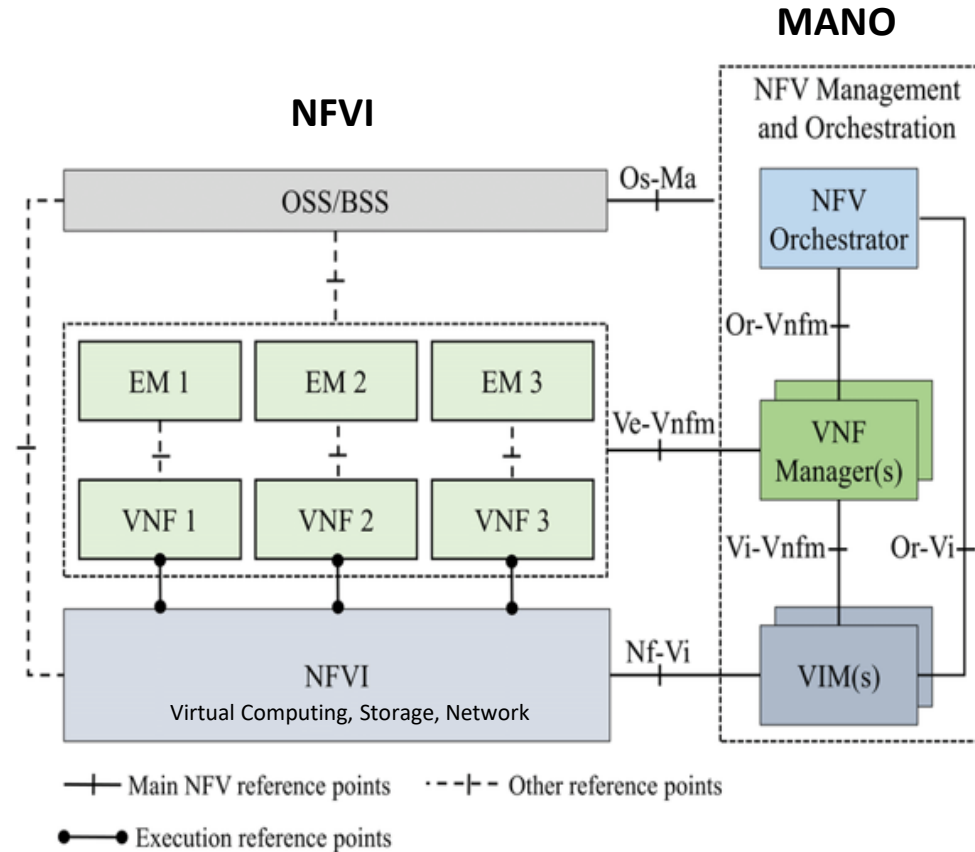 MANO
NFVI
NFV Management
and Orchestration
OSS/BSS
Os-Ma
NFV
Orchestrator
Or-Vnfm
EM 1
EM 2
EM 3
Ve-Vnfm
VNF
Manager(s)
VNF 1
VNF 2
VNF 3
Vi-Vnfm
Or-Vi
NFVI
Virtual Computing, Storage, Network
Nf-Vi
VIM(s)
Main NFV reference points
Other reference points
Execution reference points